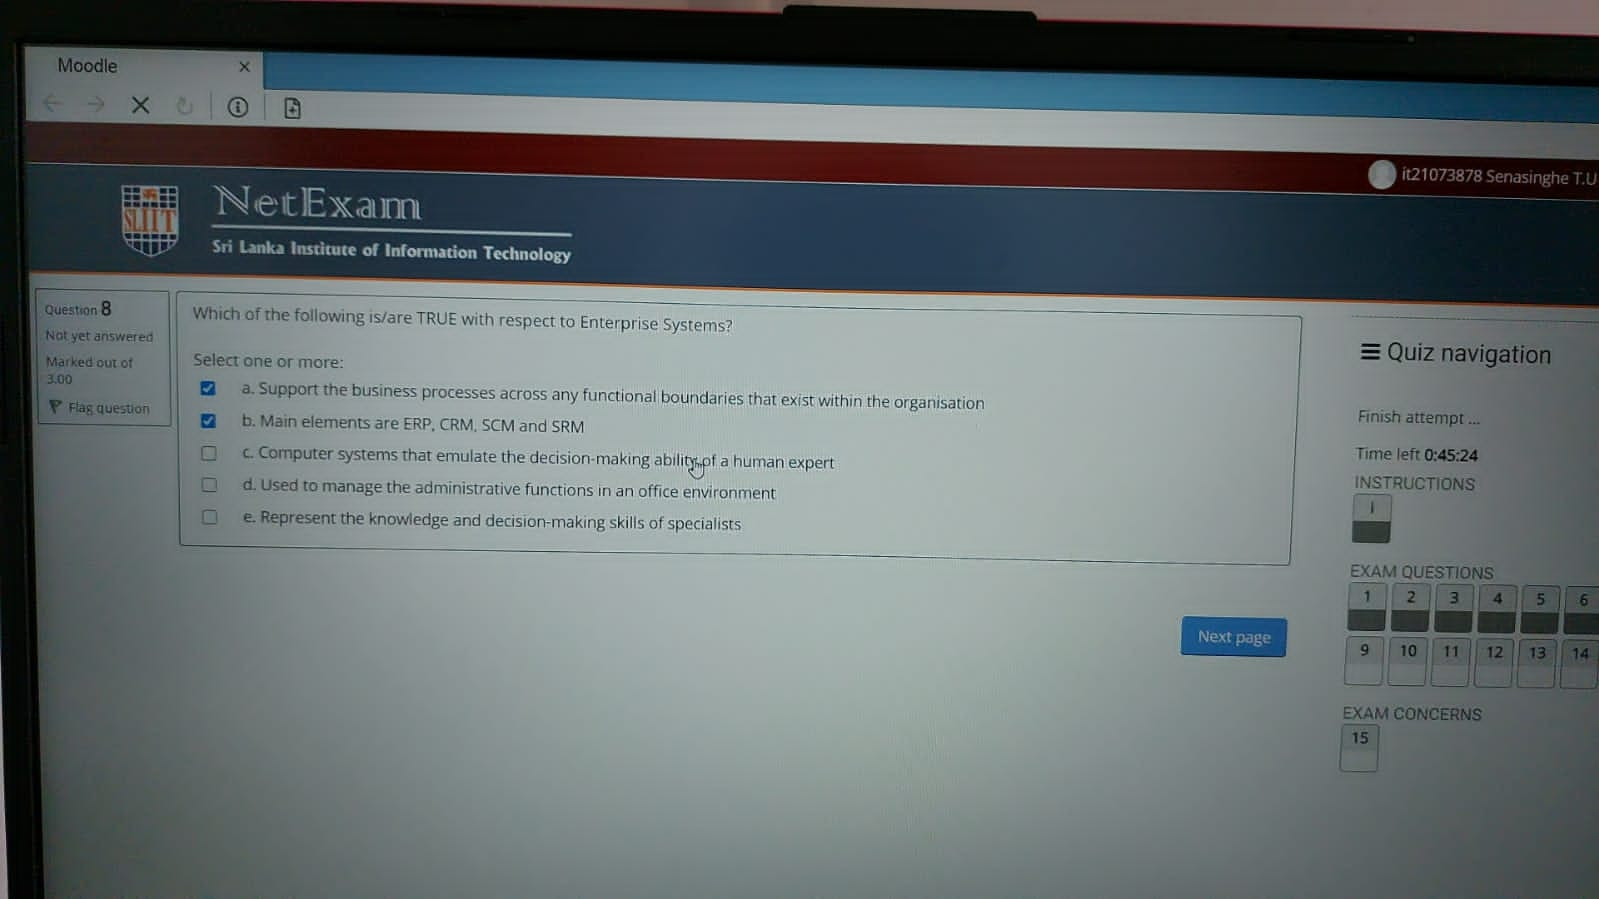 Moodle
it21073878 Senasinghe T.U
SLIIT
NetExam
Sri Lanka Institute of Information Technology
Question 8
Not yet answered
Marked out of
3.00
Flag question
Which of the following is/are TRUE with respect to Enterprise Systems?
Select one or more:
a. Support the business processes across any functional boundaries that exist within the organisation
b. Main elements are ERP, CRM, SCM and SRM
c. Computer systems that emulate the decision-making ability of a human expert
d. Used to manage the administrative functions in an office environment
e. Represent the knowledge and decision-making skills of specialists
Next page
Quiz navigation
Finish attempt ...
Time left 0:45:24
INSTRUCTIONS
i
EXAM QUESTIONS
1 2 3 4 5 6
9 10 11 12 13 14
EXAM CONCERNS
15